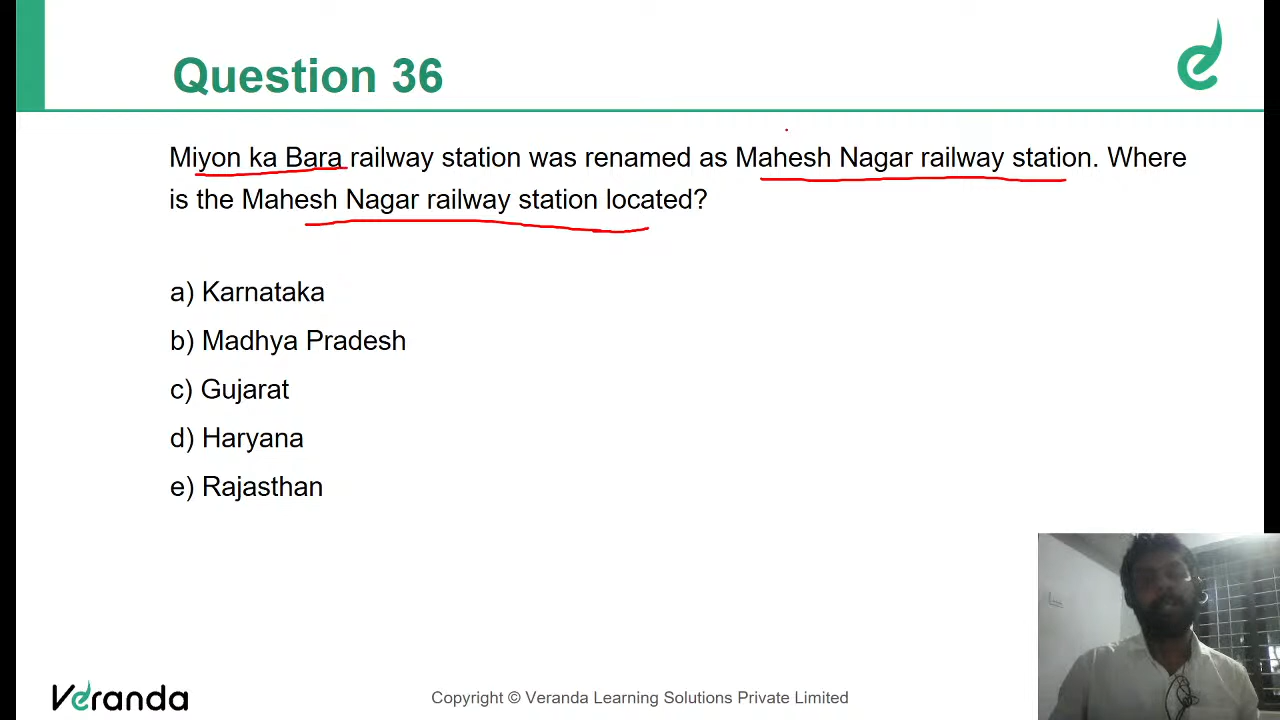 Question 36
Miyon ka Bara railway station was renamed as Mahesh Nagar railway station. Where
is the Mahesh Nagar railway station located?
a) Karnataka
b) Madhya Pradesh
c) Gujarat
d) Haryana
e) Rajasthan
Veranda
Copyright © Veranda Learning Solutions Private Limited